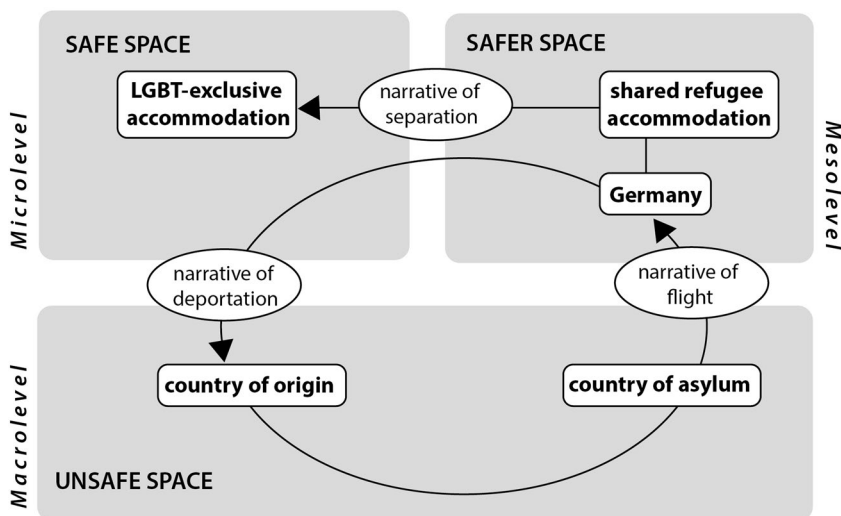 SAFE SPACE
LGBT-exclusive
accommodation
narrative of
separation
SAFER SPACE
shared refugee
accommodation
Germany
Microlevel
Mesolevel
narrative of
deportation
narrative of
flight
country of origin
country of asylum
Macrolevel
UNSAFE SPACE